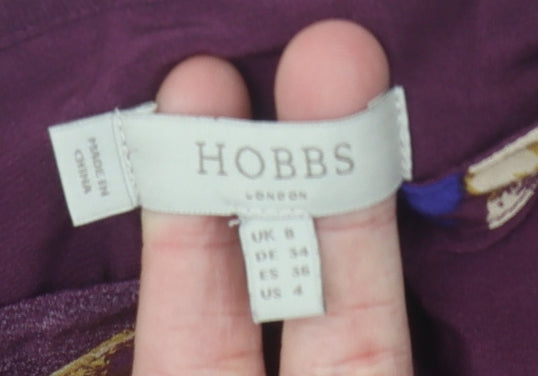 MADE IN
CHINA
HOBBS
LONDON
UK 8
DE 34
ES 36
US 4